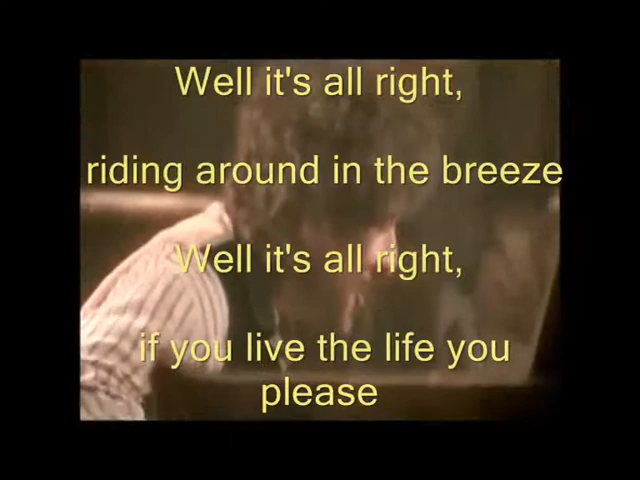 Well it's all right,
riding around in the breeze
Well it's all right,
if you live the life you
please